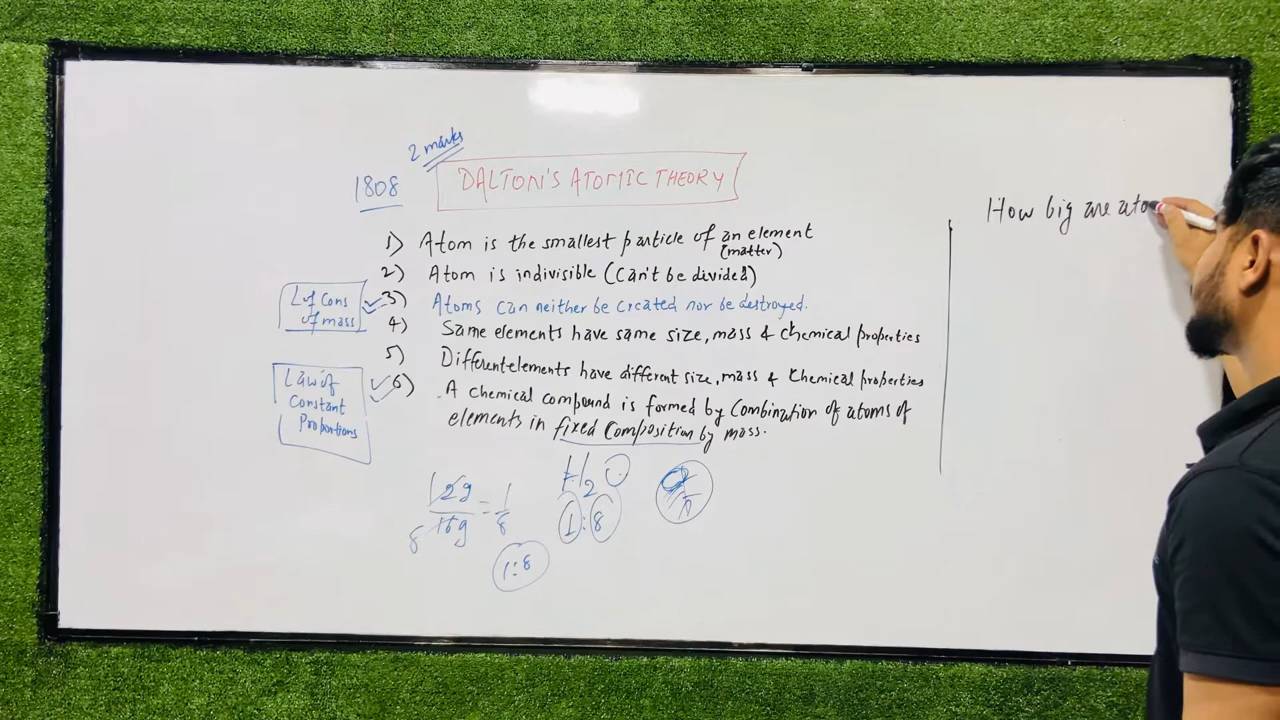 2 marks
1808
DALTON'S ATOMIC THEORY
1) Atom is the smallest particle of an element
(matter)
2) Atom is indivisible (Can't be divided)
L of Cons
of mass
3) Atoms can neither be created nor be destroyed.
4) Same elements have same size, mass & chemical properties
5) Different elements have different size, mass & chemical properties
Law of
Constant
Proportions
6) A chemical compound is formed by combination of atoms of
elements in fixed composition by mass.
12g
8 16g
= 1
8
H2O
1:8
1:8
How big are ato